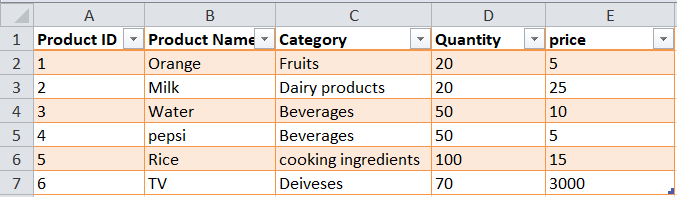 A B C D E
1 Product ID Product Name Category Quantity price
2 1 Orange Fruits 20 5
3 2 Milk Dairy products 20 25
4 3 Water Beverages 50 10
5 4 pepsi Beverages 50 5
6 5 Rice cooking ingredients 100 15
7 6 TV Deiveses 70 3000